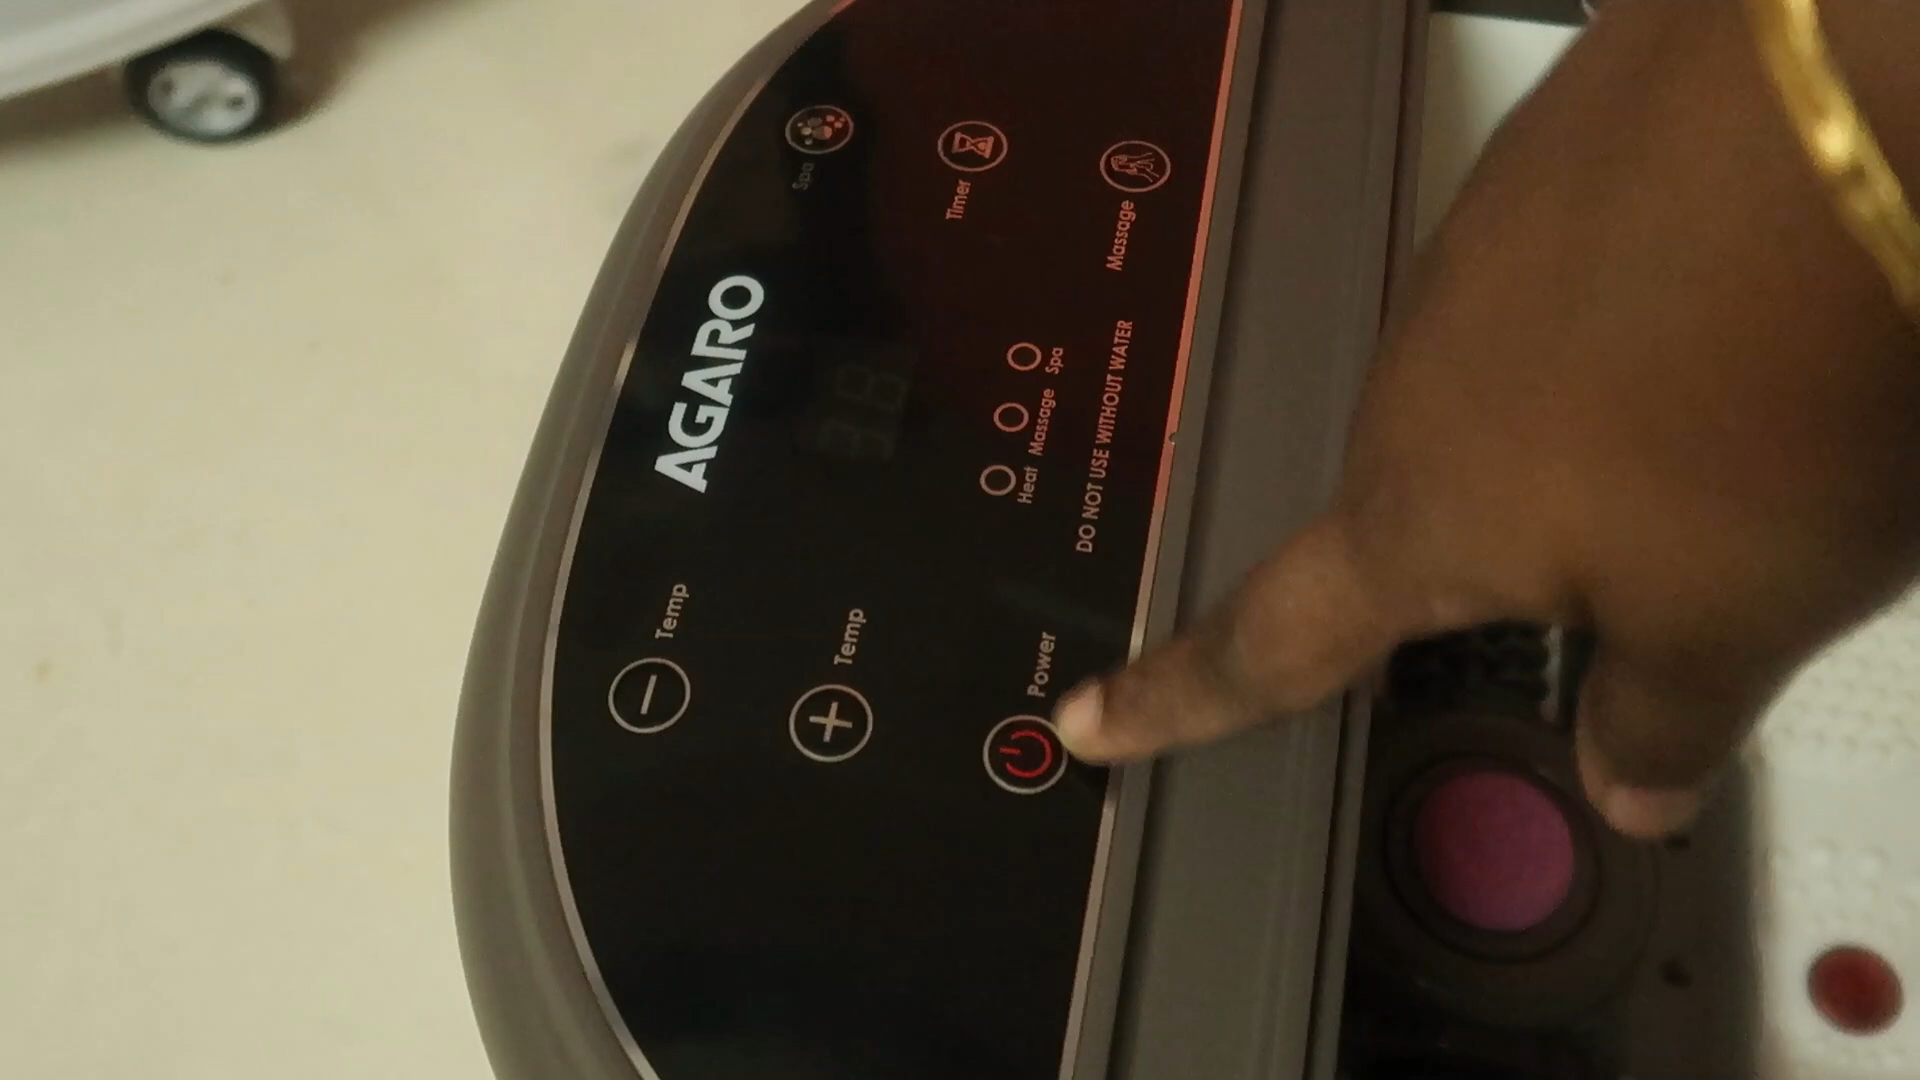 AGARO
Temp
Temp
Power
Heat Massage Spa
DO NOT USE WITHOUT WATER
Spa
Timer
Massage